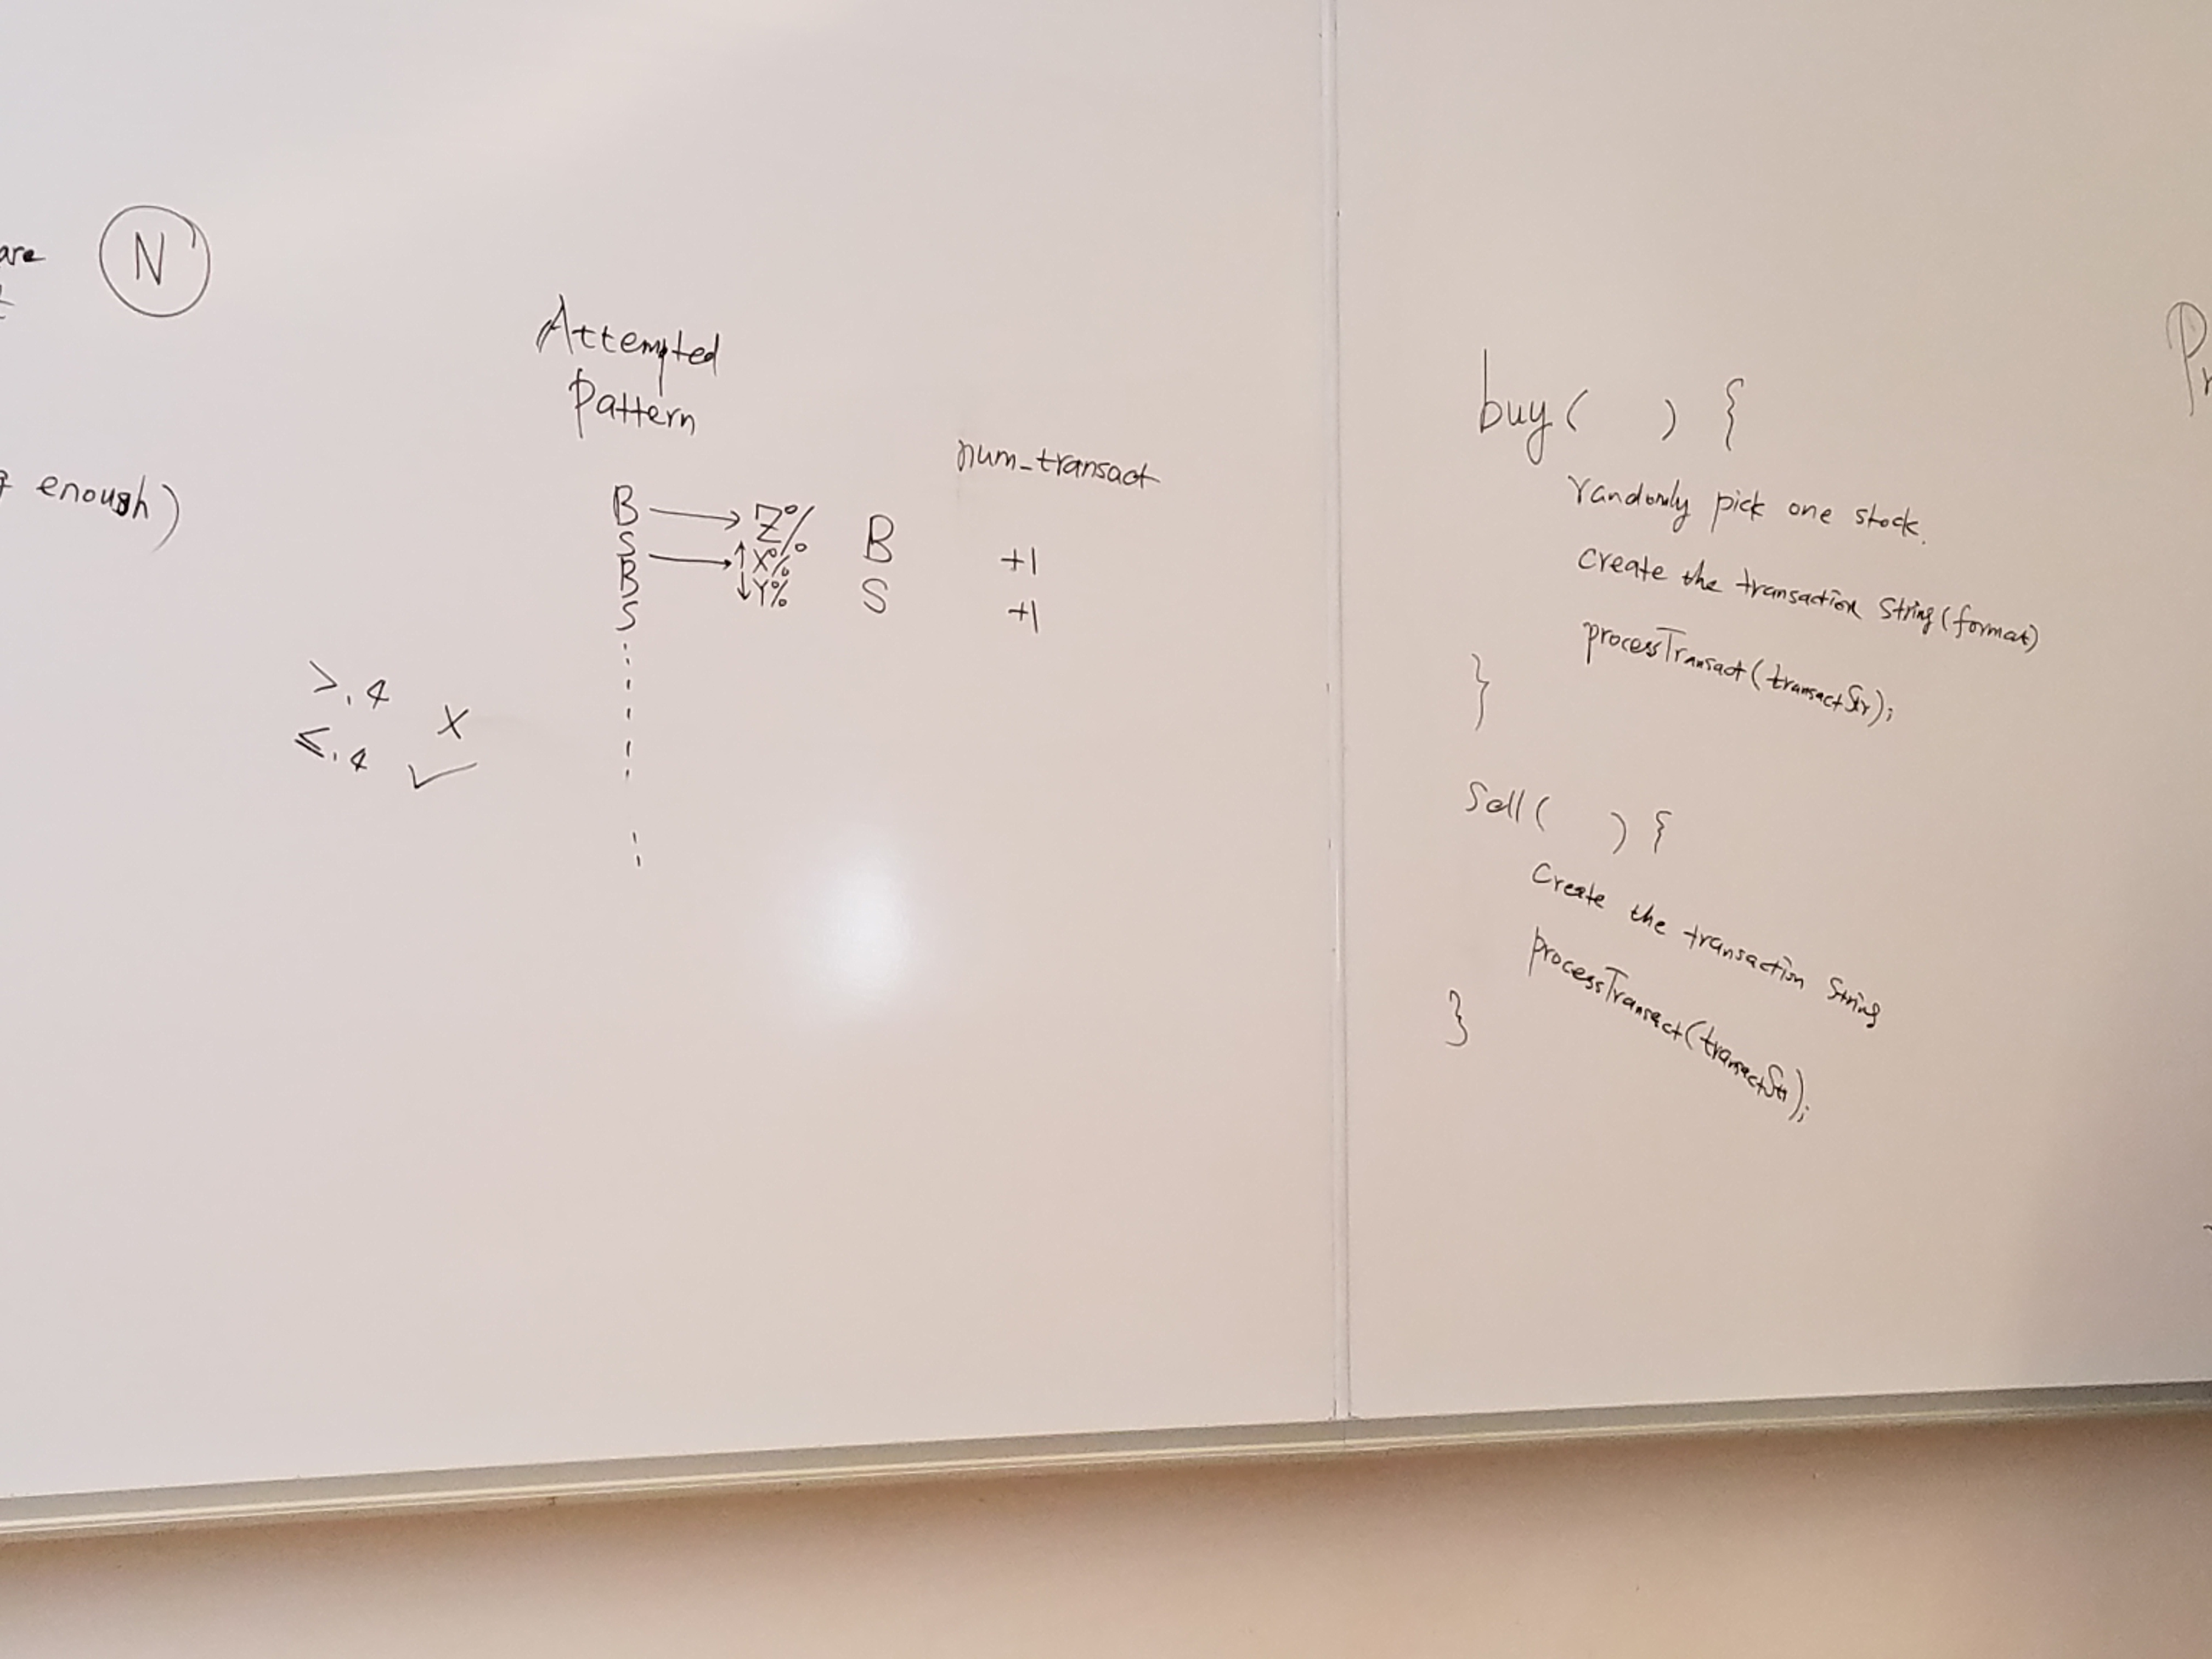 are
N
enough)
>.4 X
≤.4 ✓
Attempted
Pattern
num_transact
B → Z% B +1
S → ↑X%
B ↓Y% S +1
S
buy( ) {
randomly pick one stock.
create the transaction String (format)
processTransact(transactStr);
}
Sell( ) {
Create the transaction String
processTransact(transactStr);
}
Pr